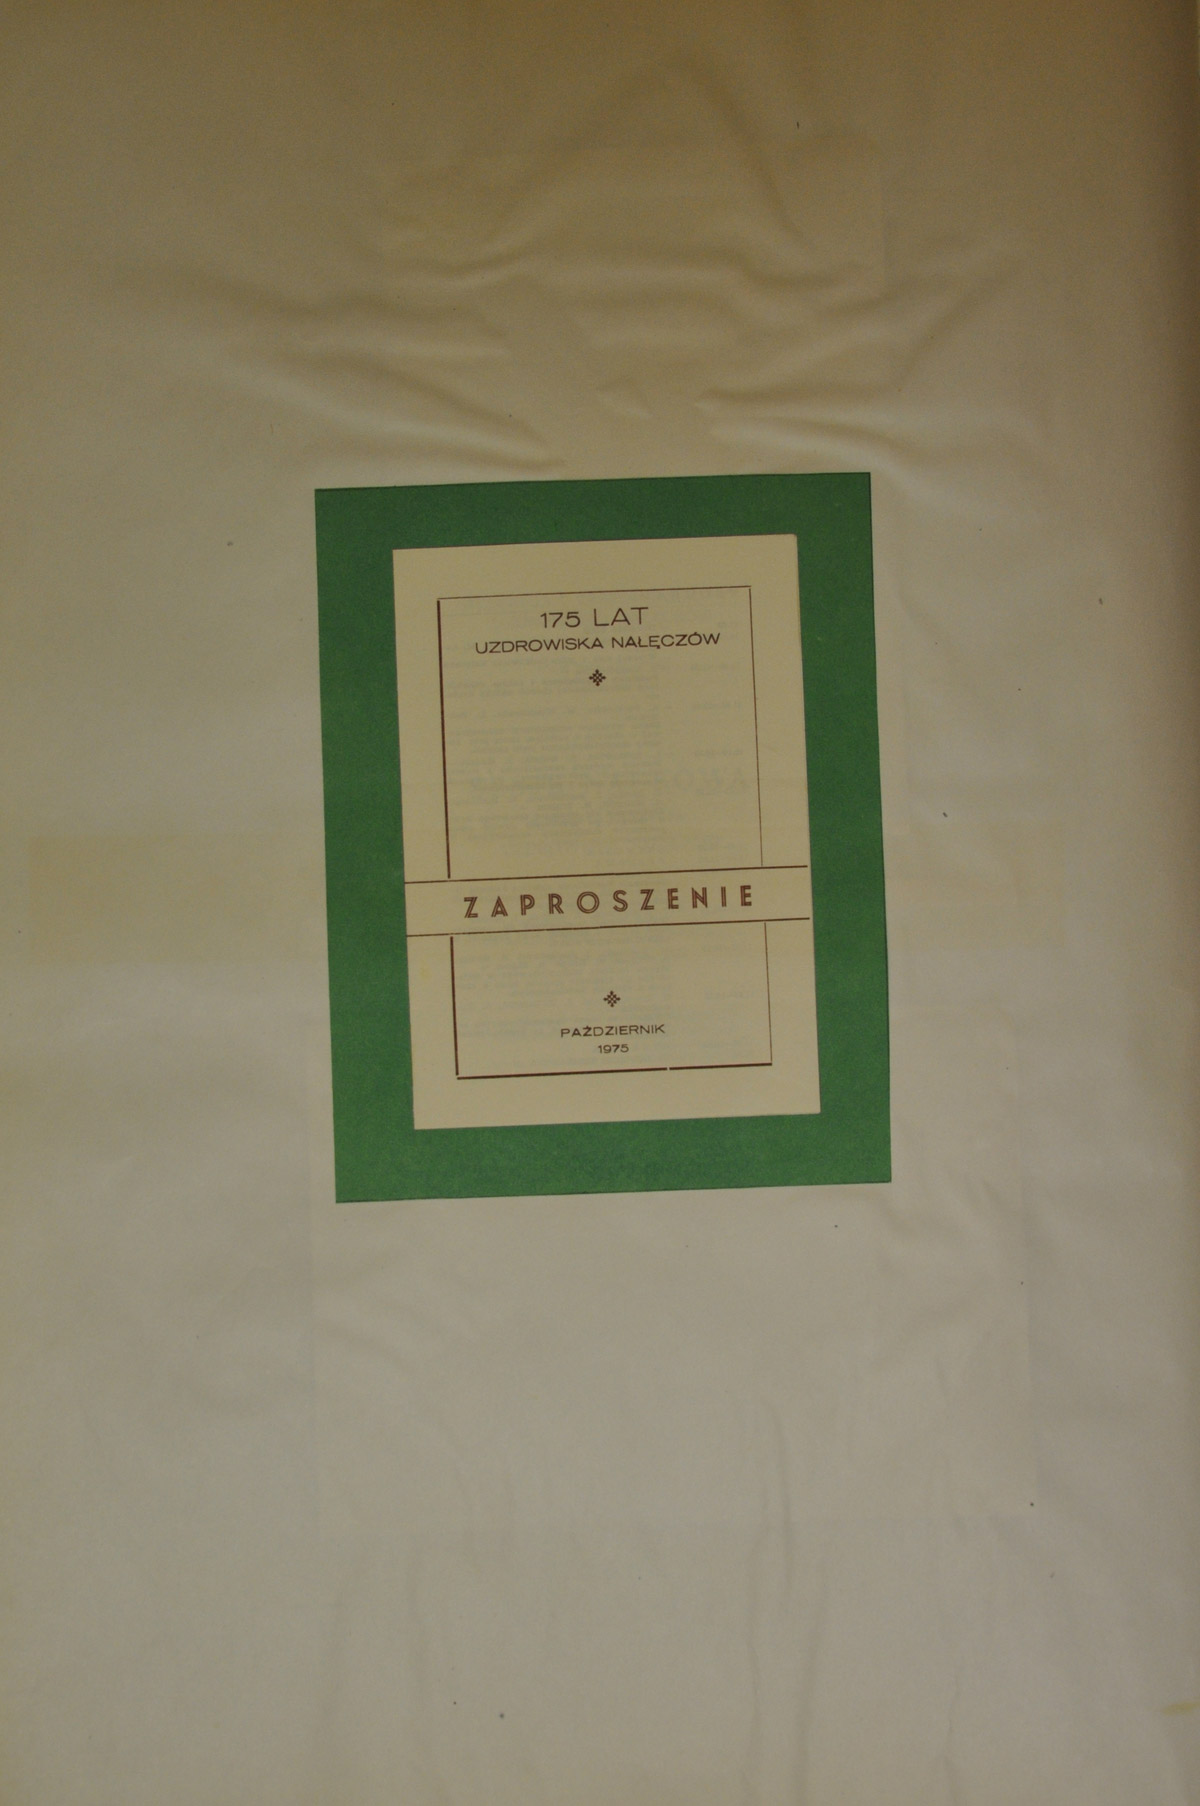 175 LAT
UZDROWISKA NAŁĘCZÓW
ZAPROSZENIE
PAŹDZIERNIK
1975